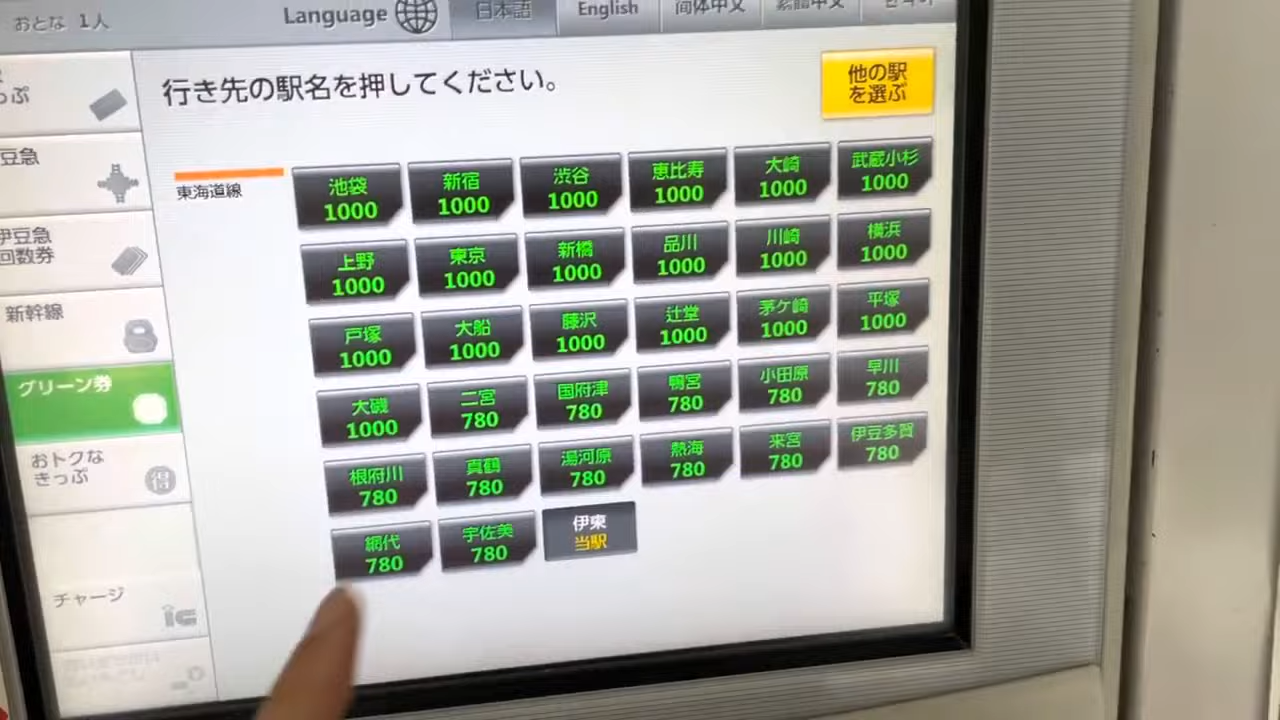 おとな 1人
Language
日本語
English
简体中文
繁體中文
한국어
行き先の駅名を押してください。
他の駅
を選ぶ
豆急
伊豆急
回数券
新幹線
グリーン券
おトクな
きっぷ
チャージ
東海道線
池袋 新宿 渋谷 恵比寿 大崎 武蔵小杉
1000 1000 1000 1000 1000 1000
上野 東京 新橋 品川 川崎 横浜
1000 1000 1000 1000 1000 1000
戸塚 大船 藤沢 辻堂 茅ケ崎 平塚
1000 1000 1000 1000 1000 1000
大磯 二宮 国府津 鴨宮 小田原 早川
1000 780 780 780 780 780
根府川 真鶴 湯河原 熱海 来宮 伊豆多賀
780 780 780 780 780 780
網代 宇佐美 伊東
780 780 当駅